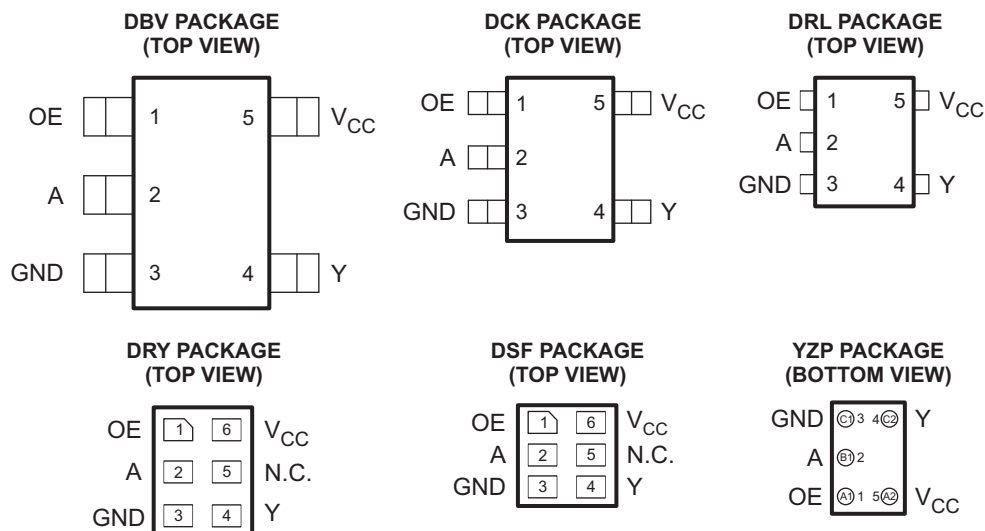 DBV PACKAGE
(TOP VIEW)
OE 1 5 VCC
A 2
GND 3 4 Y
DCK PACKAGE
(TOP VIEW)
OE 1 5 VCC
A 2
GND 3 4 Y
DRL PACKAGE
(TOP VIEW)
OE 1 5 VCC
A 2
GND 3 4 Y
DRY PACKAGE
(TOP VIEW)
OE 1 6 VCC
A 2 5 N.C.
GND 3 4 Y
DSF PACKAGE
(TOP VIEW)
OE 1 6 VCC
A 2 5 N.C.
GND 3 4 Y
YZP PACKAGE
(BOTTOM VIEW)
GND C1 3 4 C2 Y
A B1 2
OE A1 1 5 A2 VCC